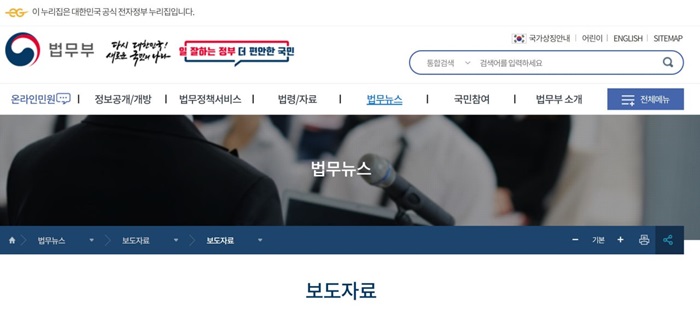 이 누리집은 대한민국 공식 전자정부 누리집입니다.
법무부
다시 대한민국!
새로운 국민의 나라
일 잘하는 정부 더 편안한 국민
국가상징안내 어린이 ENGLISH SITEMAP
통합검색 검색어를 입력하세요
온라인민원 정보공개/개방 법무정책서비스 법령/자료 법무뉴스 국민참여 법무부 소개 전체메뉴
법무뉴스
법무뉴스 보도자료 보도자료 - 기본 +
보도자료